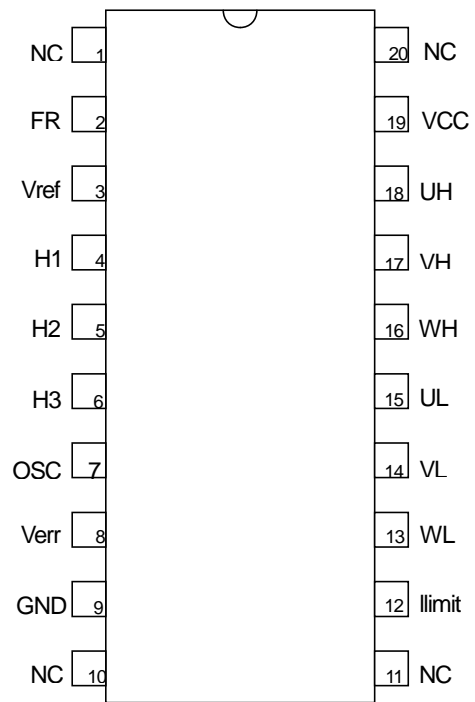 NC 1 20 NC
FR 2 19 VCC
Vref 3 18 UH
H1 4 17 VH
H2 5 16 WH
H3 6 15 UL
OSC 7 14 VL
Verr 8 13 WL
GND 9 12 Ilimit
NC 10 11 NC